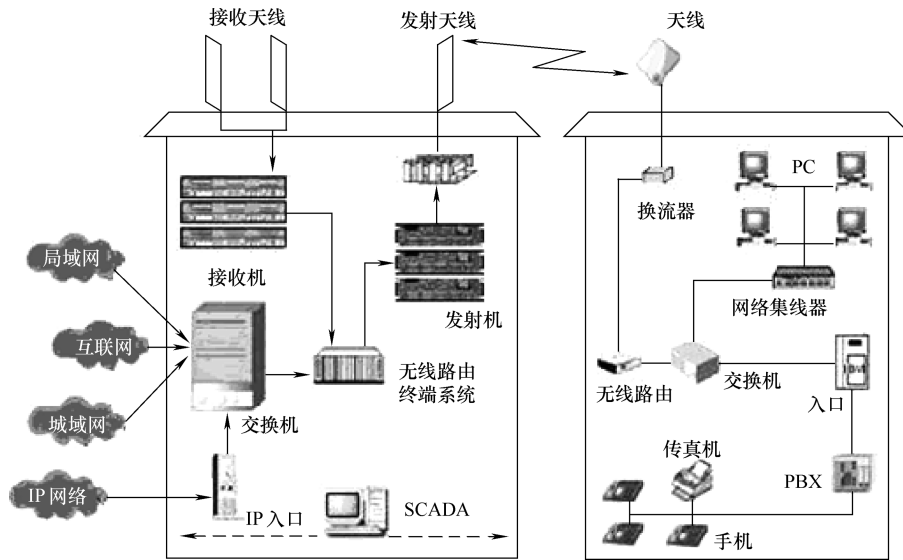 接收天线
发射天线
天线
PC
换流器
局域网
接收机
网络集线器
发射机
互联网
无线路由
终端系统
无线路由
交换机
入口
城域网
交换机
传真机
IP网络
IP入口
SCADA
PBX
手机